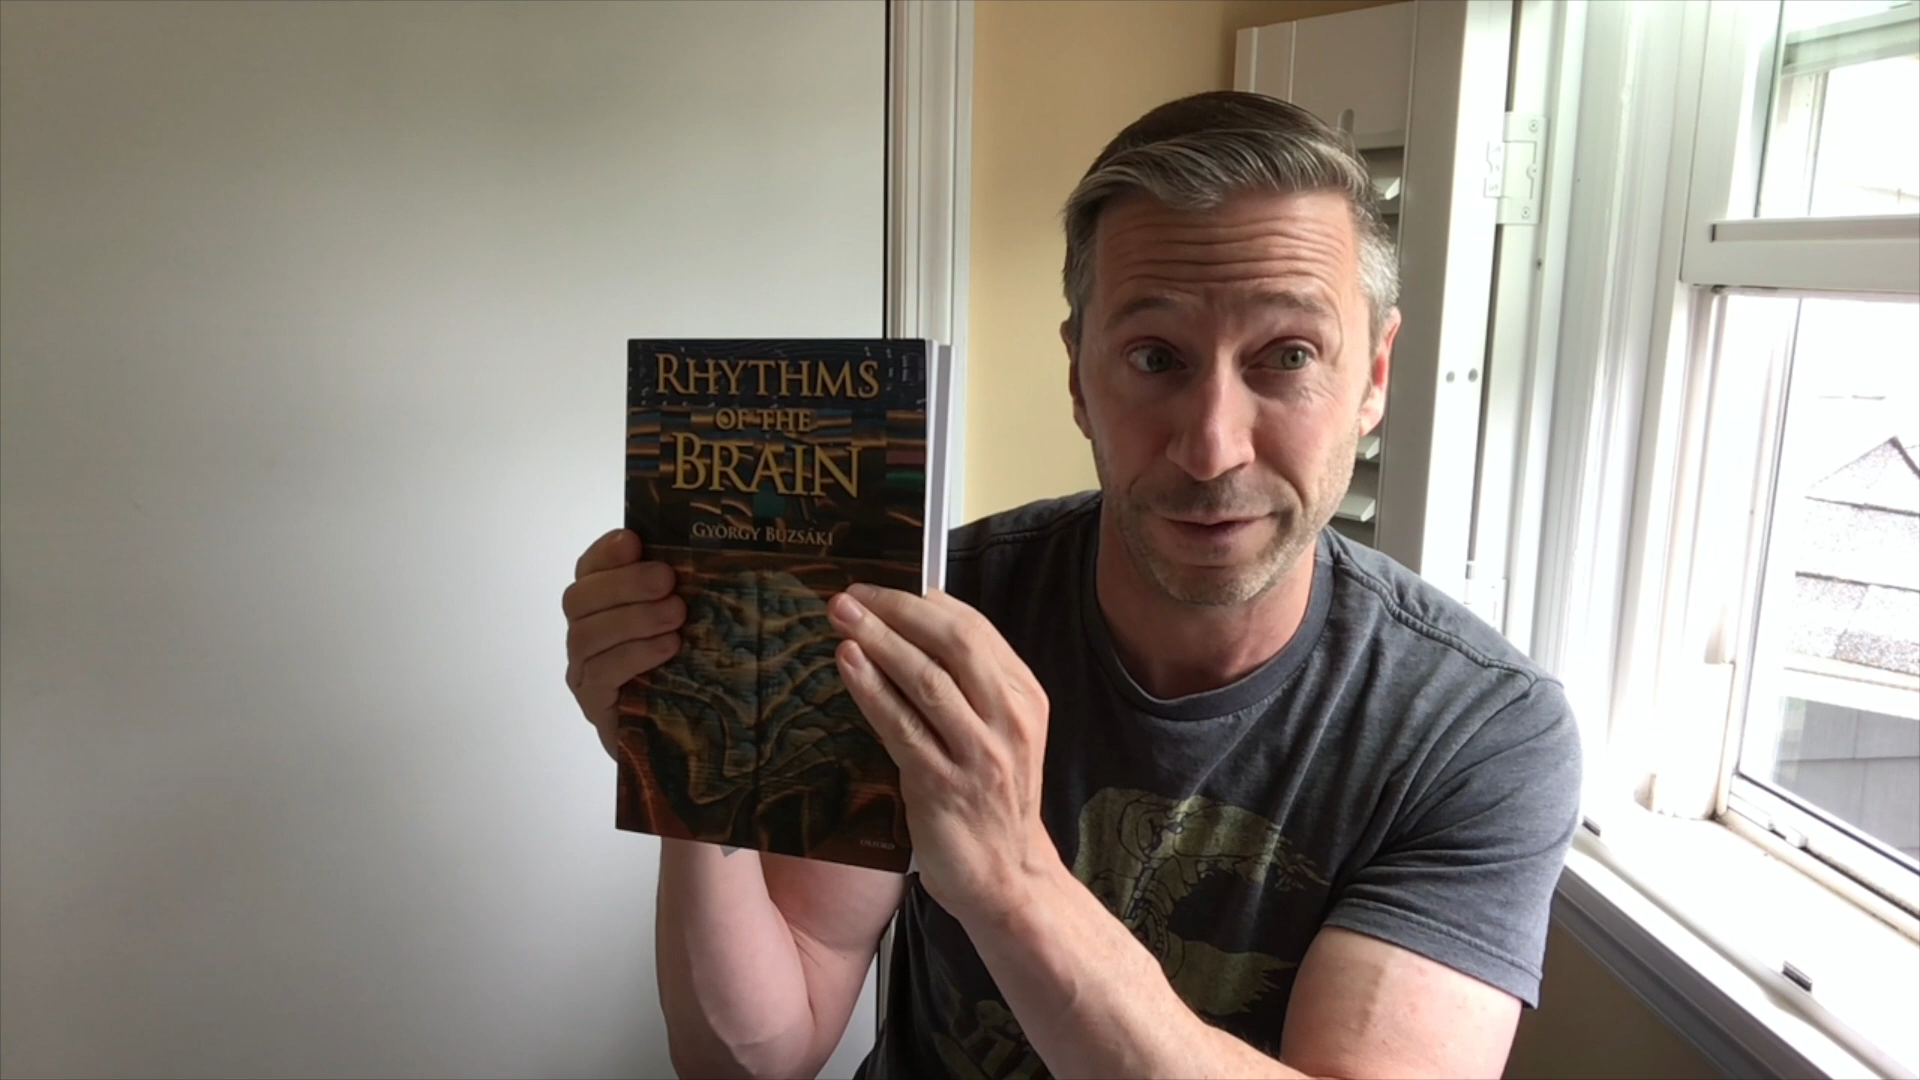 RHYTHMS
OF THE
BRAIN
GYÖRGY BUZSÁKI
OXFORD